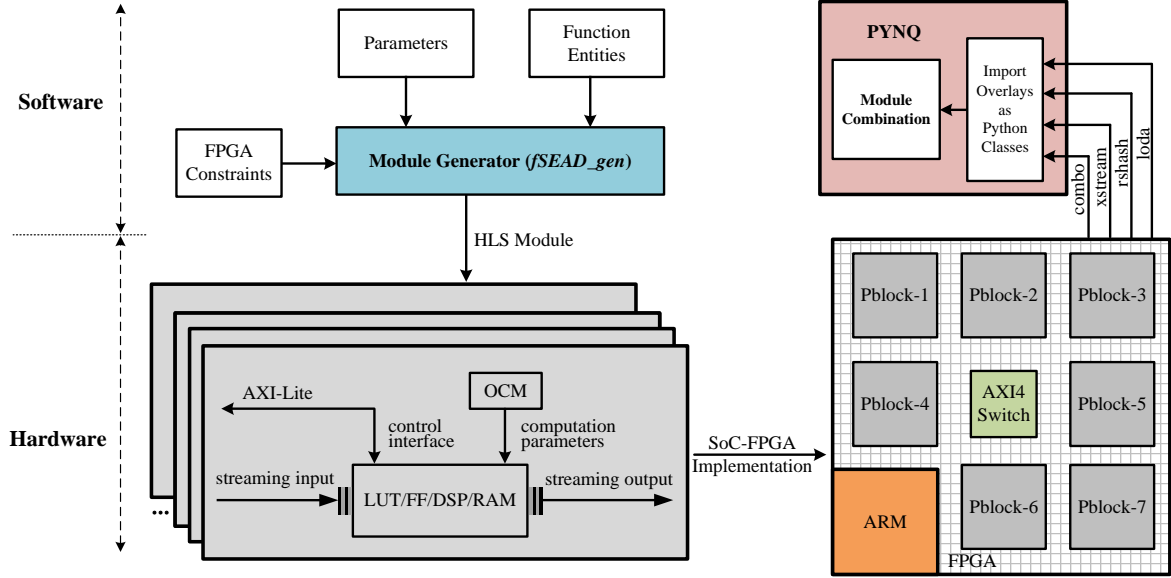 Software
Parameters
Function
Entities
FPGA
Constraints
Module Generator (fSEAD_gen)
HLS Module
PYNQ
Module
Combination
Import
Overlays
as
Python
Classes
combo
xstream
rshash
loda
Hardware
AXI-Lite
OCM
control
interface
computation
parameters
streaming input
LUT/FF/DSP/RAM
streaming output
...
SoC-FPGA
Implementation
Pblock-1
Pblock-2
Pblock-3
Pblock-4
AXI4
Switch
Pblock-5
ARM
Pblock-6
Pblock-7
FPGA